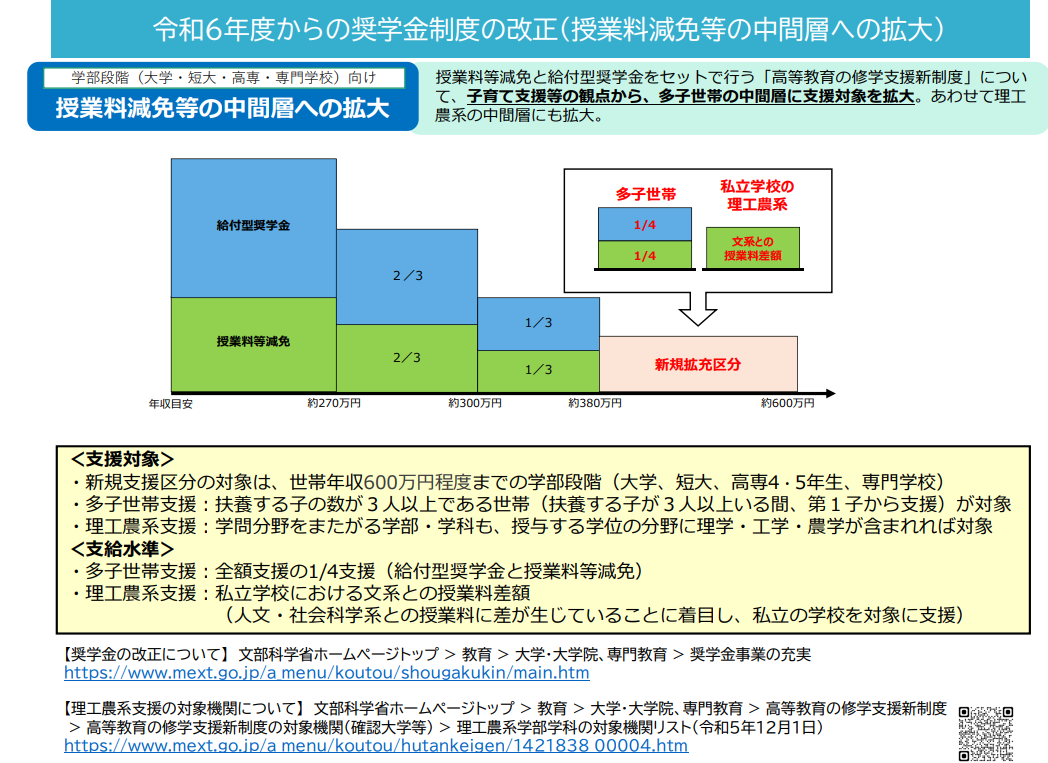 令和6年度からの奨学金制度の改正(授業料減免等の中間層への拡大)
学部段階（大学・短大・高専・専門学校）向け
授業料減免等の中間層への拡大
授業料等減免と給付型奨学金をセットで行う「高等教育の修学支援新制度」につい
て、子育て支援等の観点から、多子世帯の中間層に支援対象を拡大。あわせて理工
農系の中間層にも拡大。
給付型奨学金
授業料等減免
2／3
2／3
1／3
1／3
多子世帯
1/4
1/4
私立学校の
理工農系
文系との
授業料差額
新規拡充区分
年収目安
約270万円
約300万円
約380万円
約600万円
＜支援対象＞
・新規支援区分の対象は、世帯年収600万円程度までの学部段階（大学、短大、高専4・5年生、専門学校）
・多子世帯支援：扶養する子の数が３人以上である世帯（扶養する子が３人以上いる間、第１子から支援）が対象
・理工農系支援：学問分野をまたがる学部・学科も、授与する学位の分野に理学・工学・農学が含まれれば対象
＜支給水準＞
・多子世帯支援：全額支援の1/4支援（給付型奨学金と授業料等減免）
・理工農系支援：私立学校における文系との授業料差額
（人文・社会科学系との授業料に差が生じていることに着目し、私立の学校を対象に支援）
【奨学金の改正について】 文部科学省ホームページトップ > 教育 > 大学・大学院、専門教育 > 奨学金事業の充実
https://www.mext.go.jp/a_menu/koutou/shougakukin/main.htm
【理工農系支援の対象機関について】 文部科学省ホームページトップ > 教育 > 大学・大学院、専門教育 > 高等教育の修学支援新制度
> 高等教育の修学支援新制度の対象機関(確認大学等) > 理工農系学部学科の対象機関リスト(令和5年12月1日)
https://www.mext.go.jp/a_menu/koutou/hutankeigen/1421838_00004.htm